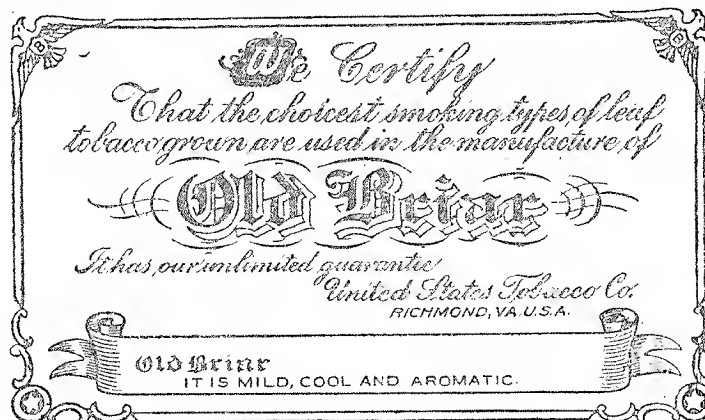 We Certify
That the choicest smoking types of leaf
tobacco grown are used in the manufacture of
Old Briar
It has our unlimited guarantee
United States Tobacco Co.
RICHMOND, VA. U.S.A.
Old Briar
IT IS MILD, COOL AND AROMATIC.